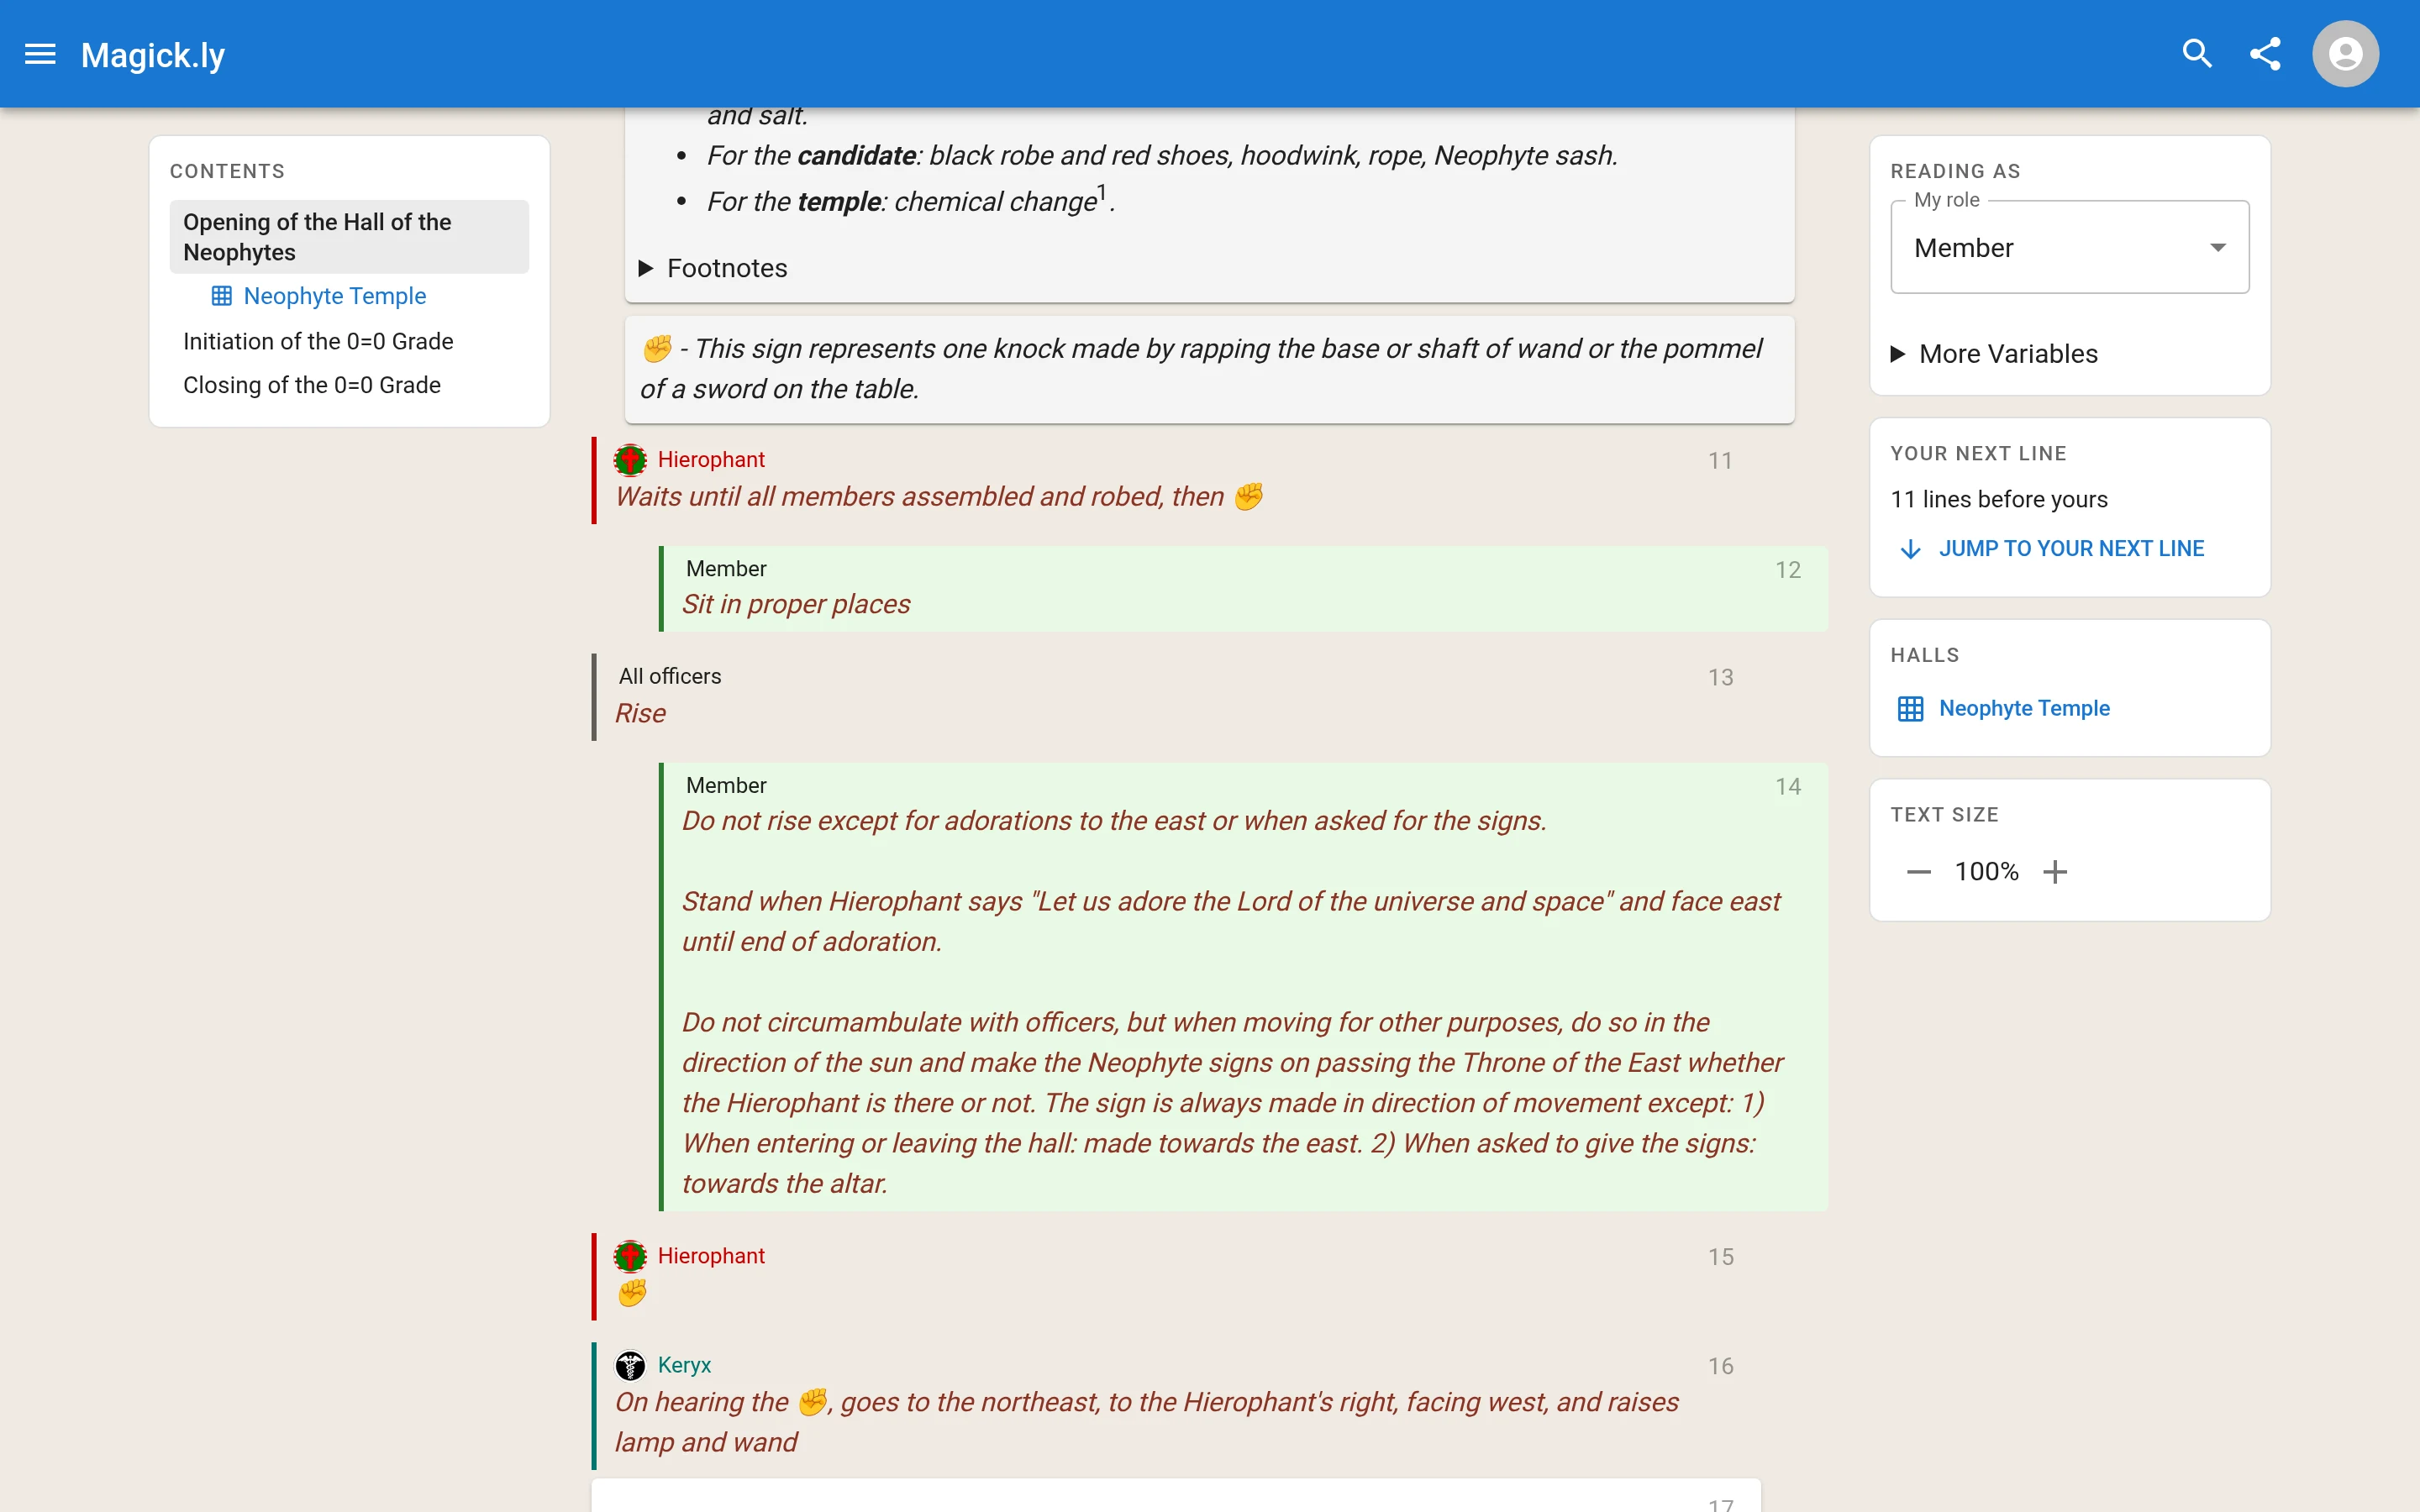 Magick.ly
CONTENTS
Opening of the Hall of the
Neophytes
Neophyte Temple
Initiation of the 0=0 Grade
Closing of the 0=0 Grade
and salt.
• For the candidate: black robe and red shoes, hoodwink, rope, Neophyte sash.
• For the temple: chemical change1.
▶ Footnotes
✊ - This sign represents one knock made by rapping the base or shaft of wand or the pommel
of a sword on the table.
Hierophant 11
Waits until all members assembled and robed, then ✊
Member 12
Sit in proper places
All officers 13
Rise
Member 14
Do not rise except for adorations to the east or when asked for the signs.
Stand when Hierophant says "Let us adore the Lord of the universe and space" and face east
until end of adoration.
Do not circumambulate with officers, but when moving for other purposes, do so in the
direction of the sun and make the Neophyte signs on passing the Throne of the East whether
the Hierophant is there or not. The sign is always made in direction of movement except: 1)
When entering or leaving the hall: made towards the east. 2) When asked to give the signs:
towards the altar.
Hierophant 15
✊
Keryx 16
On hearing the ✊, goes to the northeast, to the Hierophant's right, facing west, and raises
lamp and wand
17
READING AS
My role
Member
▶ More Variables
YOUR NEXT LINE
11 lines before yours
JUMP TO YOUR NEXT LINE
HALLS
Neophyte Temple
TEXT SIZE
100%